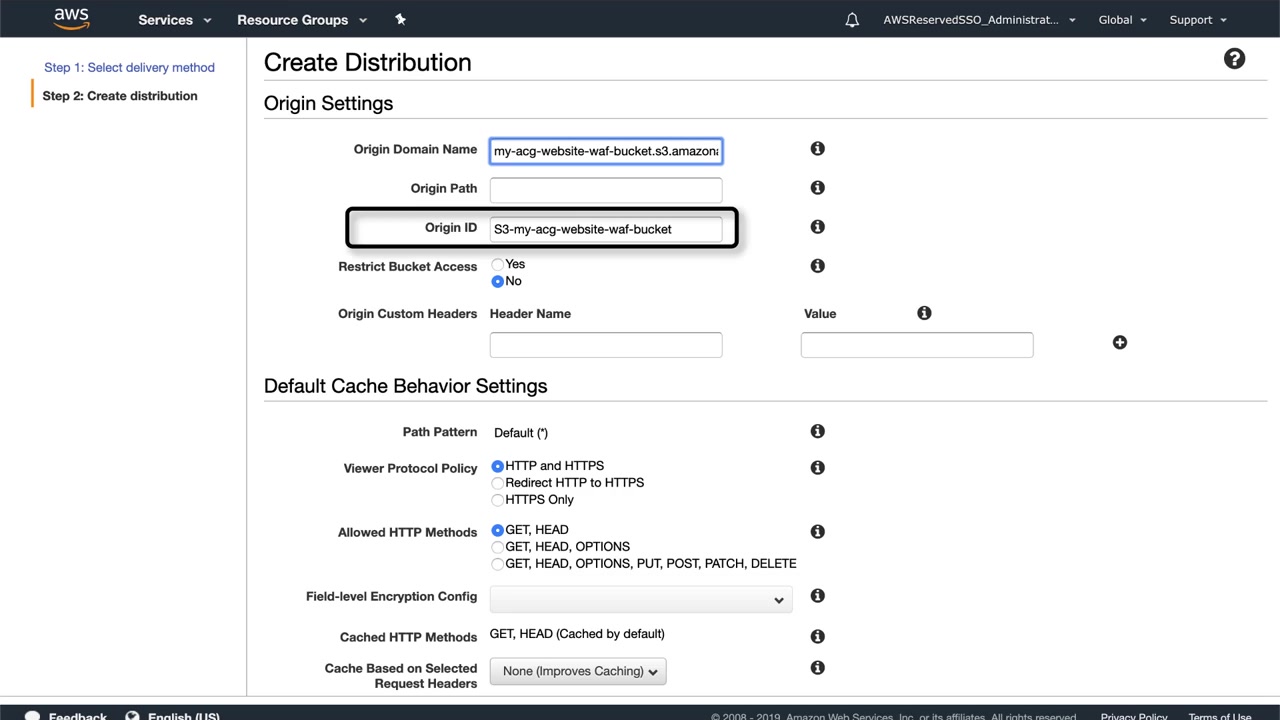 aws Services Resource Groups AWSReservedSSO_Administrat... Global Support
Step 1: Select delivery method
Step 2: Create distribution
Create Distribution
Origin Settings
Origin Domain Name my-acg-website-waf-bucket.s3.amazona
Origin Path
Origin ID S3-my-acg-website-waf-bucket
Restrict Bucket Access Yes
No
Origin Custom Headers Header Name Value
Default Cache Behavior Settings
Path Pattern Default (*)
Viewer Protocol Policy HTTP and HTTPS
Redirect HTTP to HTTPS
HTTPS Only
Allowed HTTP Methods GET, HEAD
GET, HEAD, OPTIONS
GET, HEAD, OPTIONS, PUT, POST, PATCH, DELETE
Field-level Encryption Config
Cached HTTP Methods GET, HEAD (Cached by default)
Cache Based on Selected
Request Headers None (Improves Caching)
Feedback English (US) © 2008 - 2019, Amazon Web Services, Inc. or its affiliates. All rights reserved. Privacy Policy Terms of Use